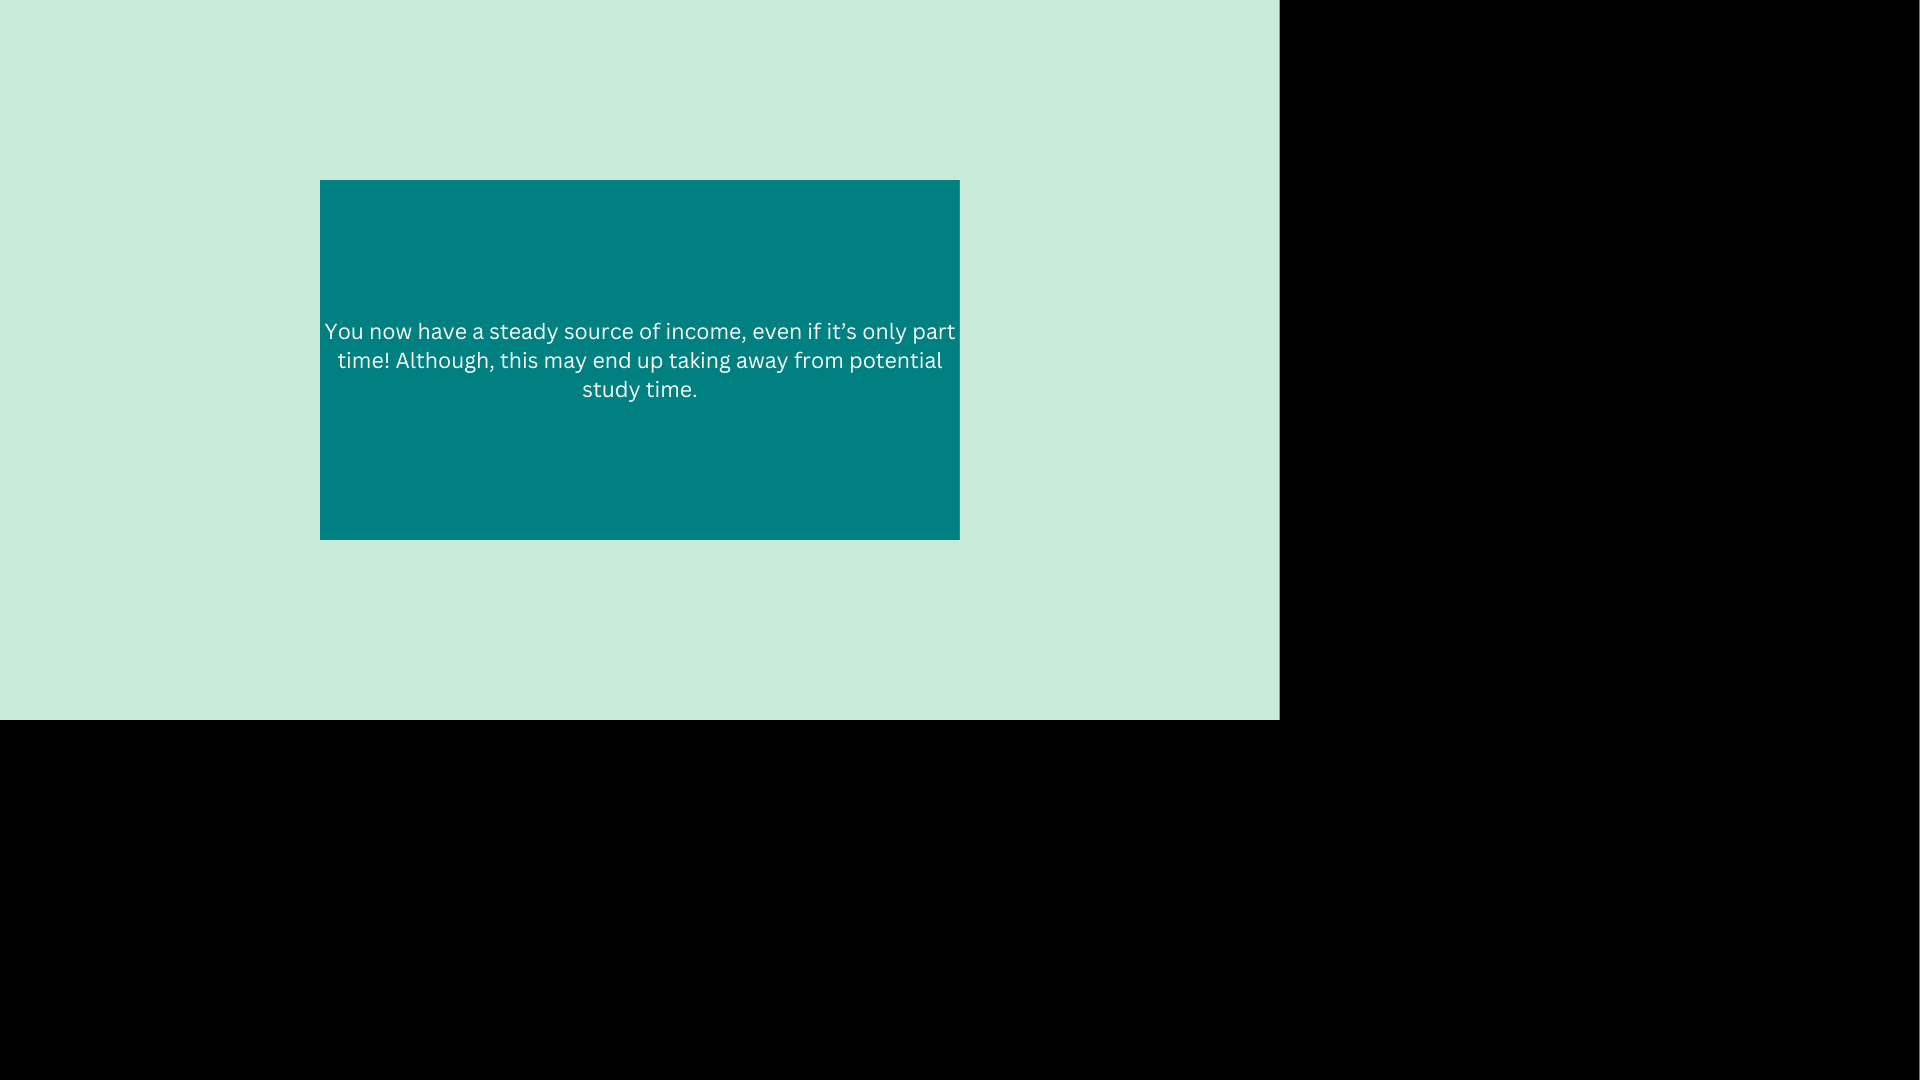 You now have a steady source of income, even if it’s only part
time! Although, this may end up taking away from potential
study time.